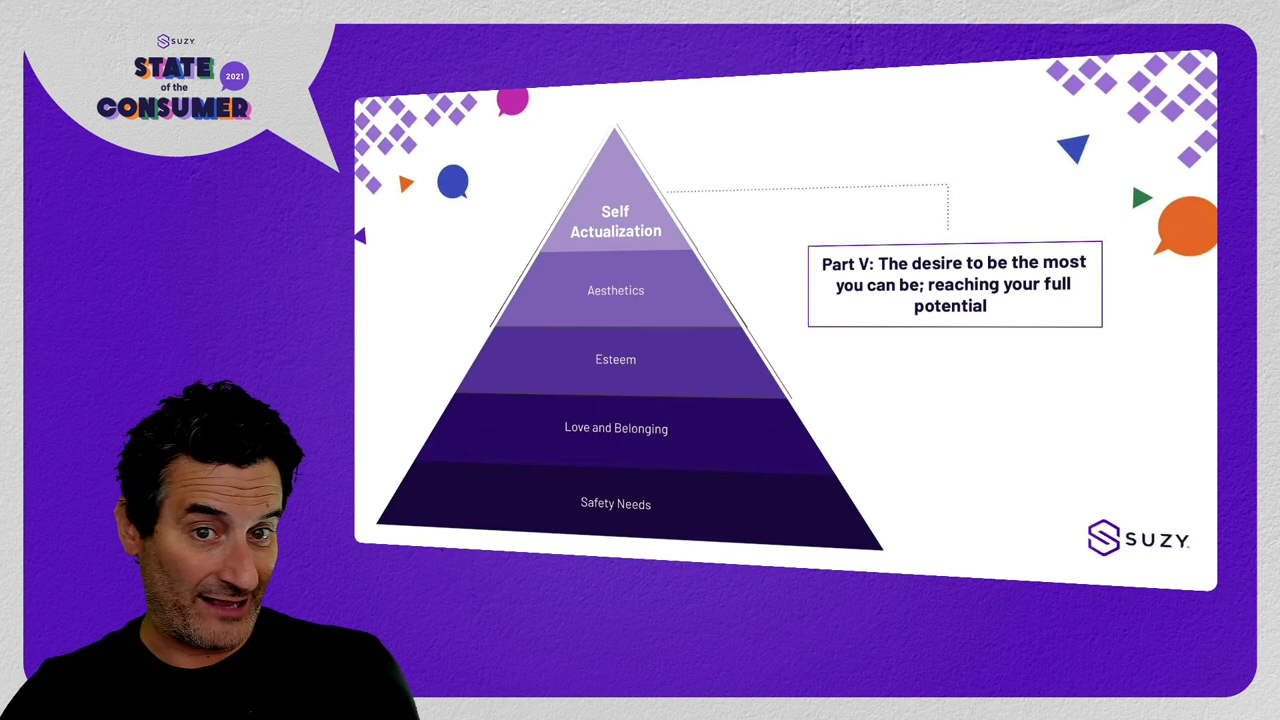 SUZY
STATE
2021
of the
CONSUMER
Self
Actualization
Aesthetics
Esteem
Love and Belonging
Safety Needs
Part V: The desire to be the most
you can be; reaching your full
potential
SUZY